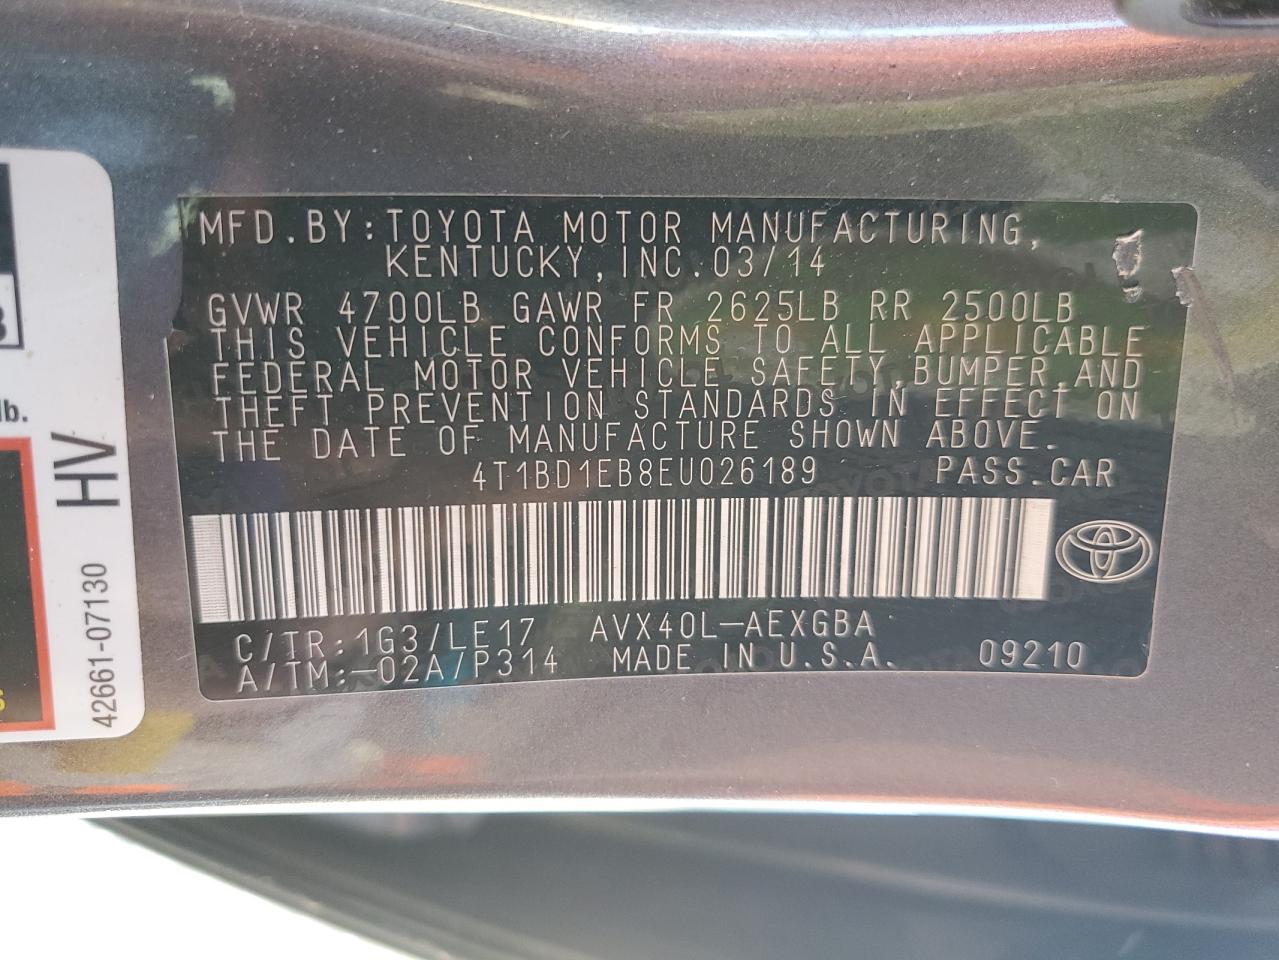 MFD.BY:TOYOTA MOTOR MANUFACTURING,
KENTUCKY,INC.03/14
GVWR 4700LB GAWR FR 2625LB RR 2500LB
THIS VEHICLE CONFORMS TO ALL APPLICABLE
FEDERAL MOTOR VEHICLE SAFETY,BUMPER,AND
THEFT PREVENTION STANDARDS IN EFFECT ON
THE DATE OF MANUFACTURE SHOWN ABOVE.
4T1BD1EB8EU026189 PASS.CAR
C/TR:1G3/LE17 AVX40L-AEXGBA
A/TM:-02A/P314 MADE IN U.S.A. 09210
lb.
HV
42661-07130